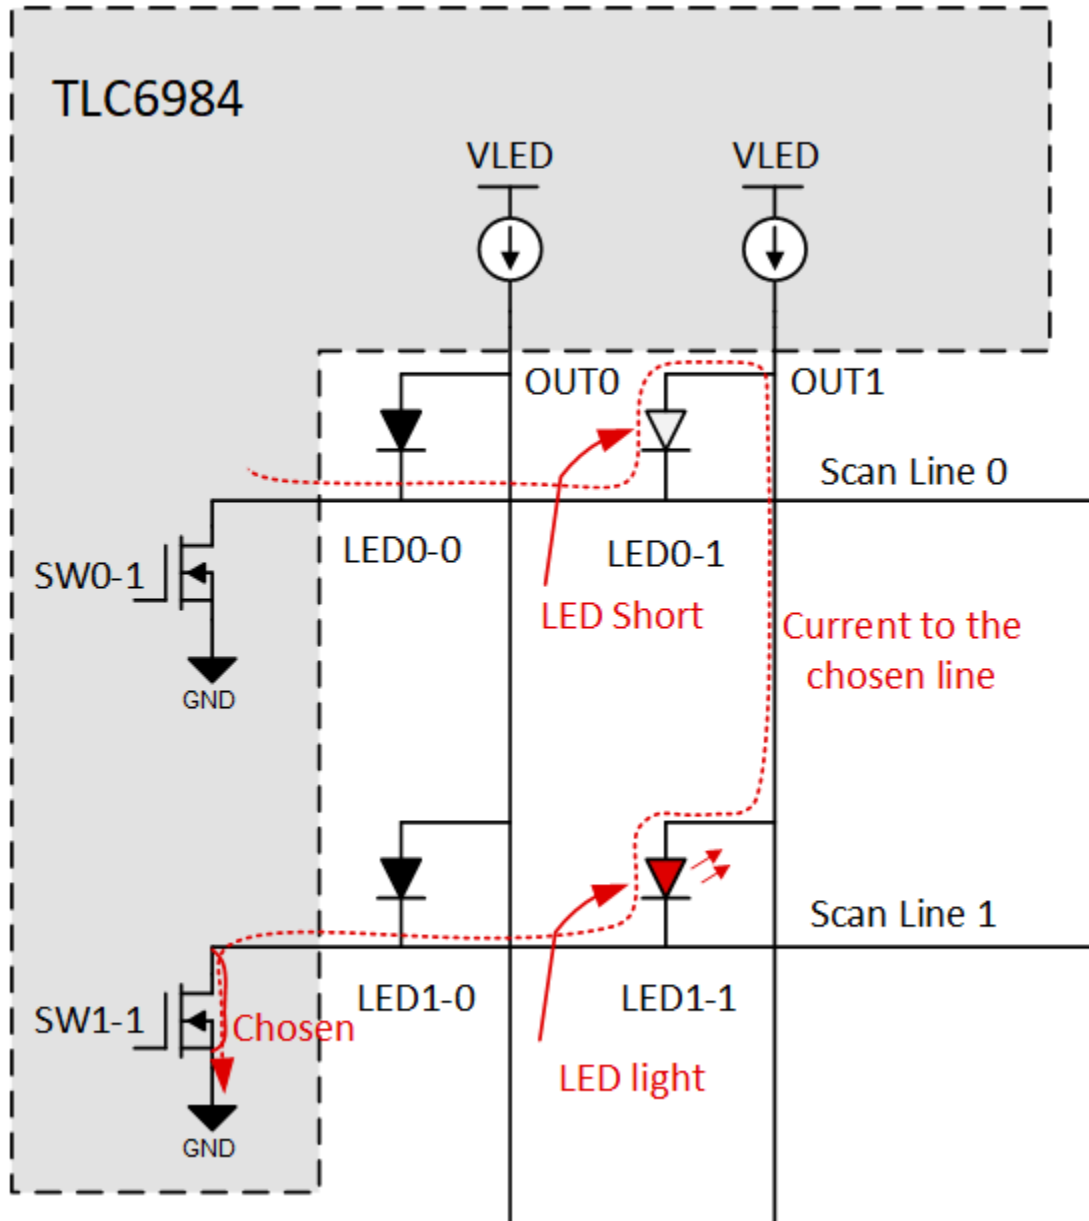 TLC6984
VLED
VLED
OUT0
OUT1
Scan Line 0
LED0-0
LED0-1
SW0-1
LED Short
Current to the
chosen line
GND
Scan Line 1
LED1-0
LED1-1
SW1-1
Chosen
LED light
GND